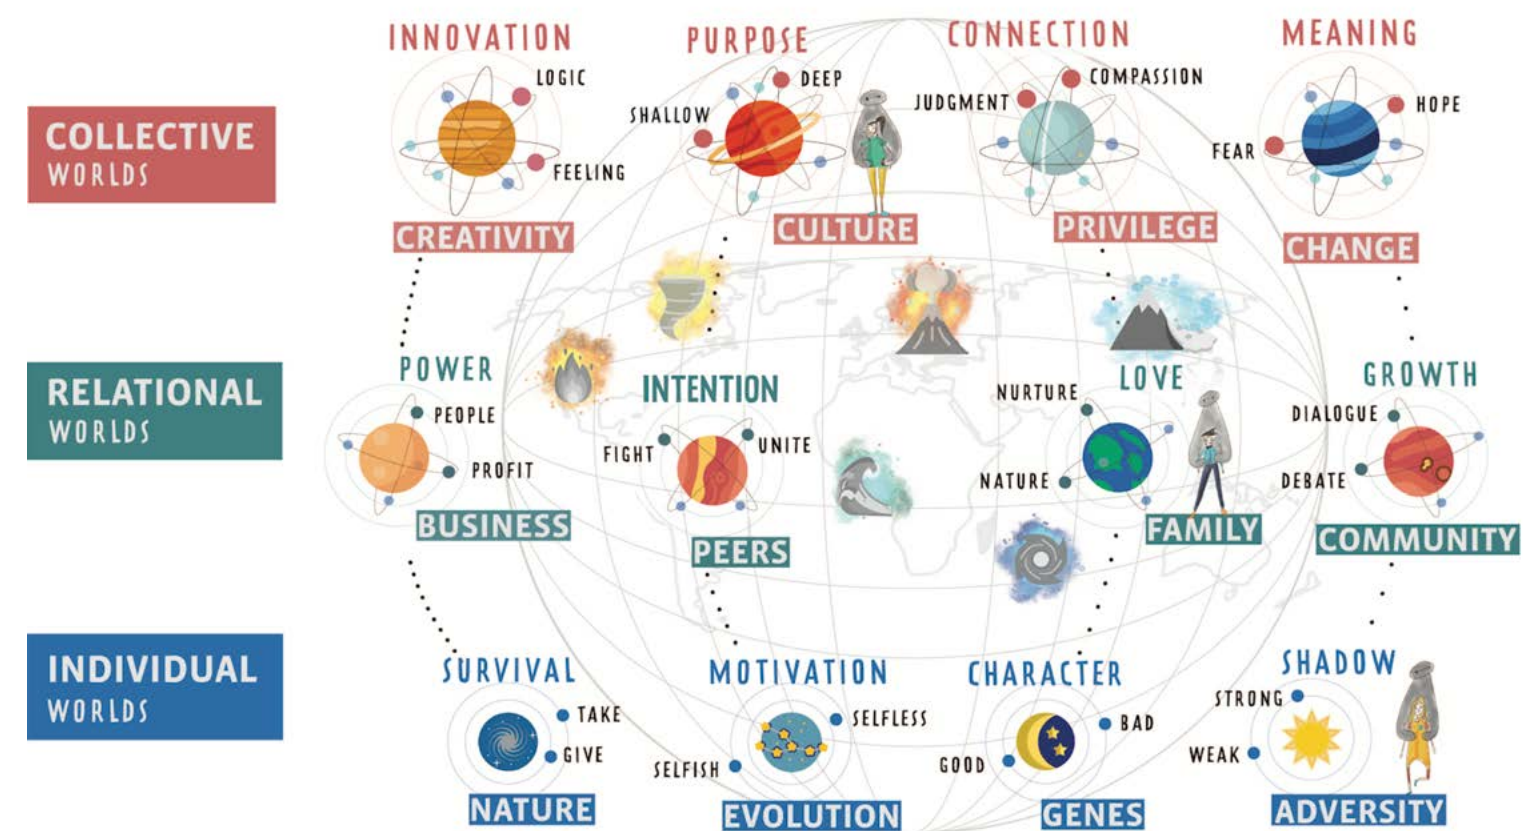 COLLECTIVE
WORLDS
INNOVATION
LOGIC
FEELING
CREATIVITY
PURPOSE
DEEP
SHALLOW
CULTURE
CONNECTION
COMPASSION
JUDGMENT
PRIVILEGE
MEANING
HOPE
FEAR
CHANGE
RELATIONAL
WORLDS
POWER
PEOPLE
PROFIT
BUSINESS
INTENTION
FIGHT
UNITE
PEERS
LOVE
NURTURE
NATURE
FAMILY
GROWTH
DIALOGUE
DEBATE
COMMUNITY
INDIVIDUAL
WORLDS
SURVIVAL
TAKE
GIVE
NATURE
MOTIVATION
SELFLESS
SELFISH
EVOLUTION
CHARACTER
BAD
GOOD
GENES
SHADOW
STRONG
WEAK
ADVERSITY